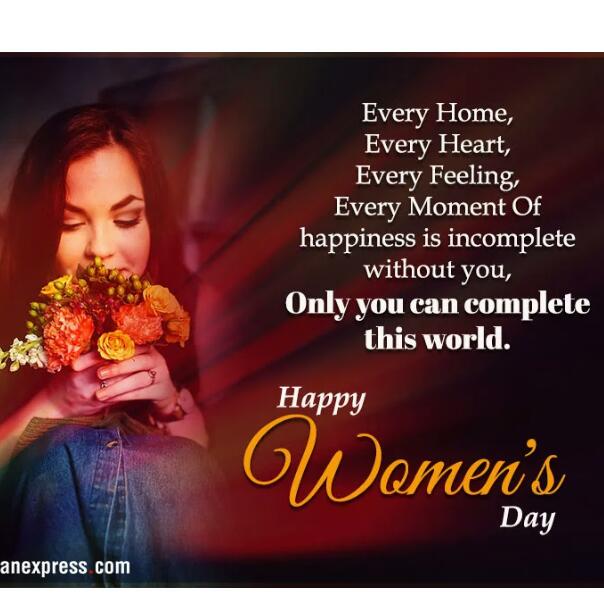 Every Home,
Every Heart,
Every Feeling,
Every Moment Of
happiness is incomplete
without you,
Only you can complete
this world.
Happy
Women's
Day
anexpress.com